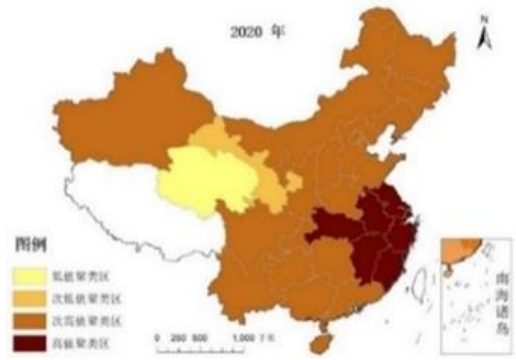 2020 年
N
图例
低值聚类区
次低值聚类区
次高值聚类区
高值聚类区
0 250 500 1,000 千米
南海诸岛